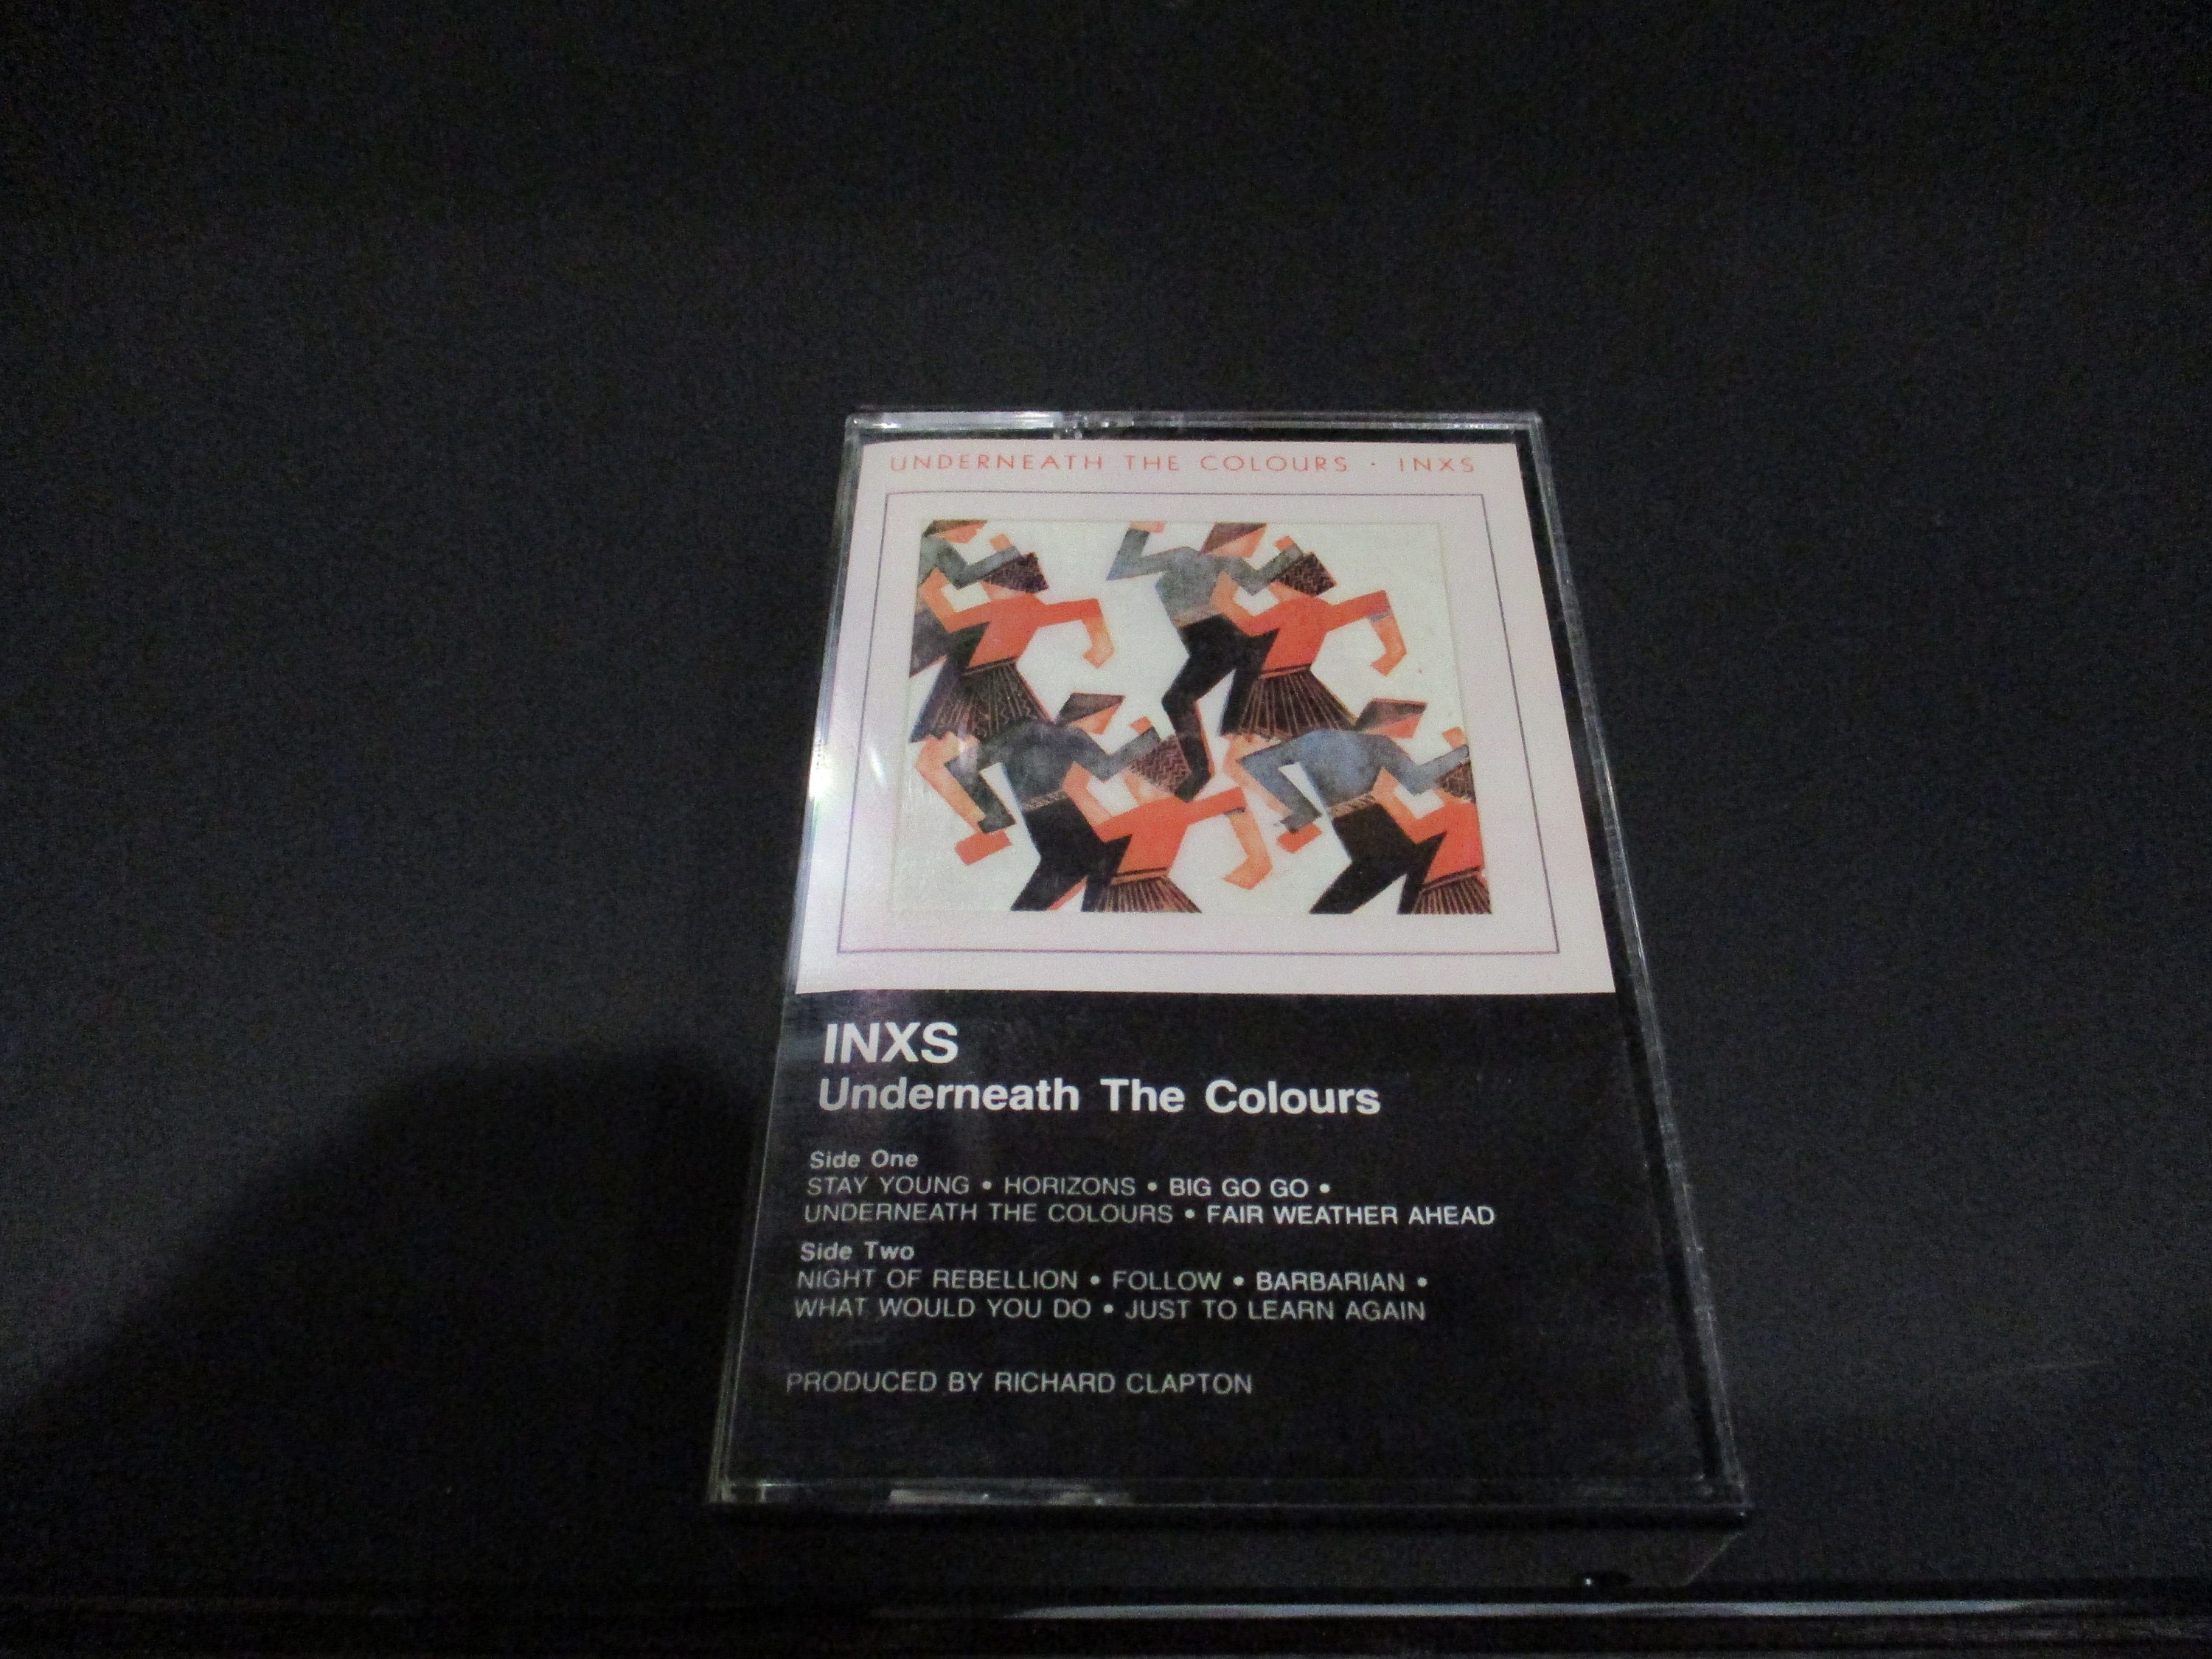 UNDERNEATH THE COLOURS · INXS
INXS
Underneath The Colours
Side One
STAY YOUNG • HORIZONS • BIG GO GO •
UNDERNEATH THE COLOURS • FAIR WEATHER AHEAD
Side Two
NIGHT OF REBELLION • FOLLOW • BARBARIAN •
WHAT WOULD YOU DO • JUST TO LEARN AGAIN
PRODUCED BY RICHARD CLAPTON